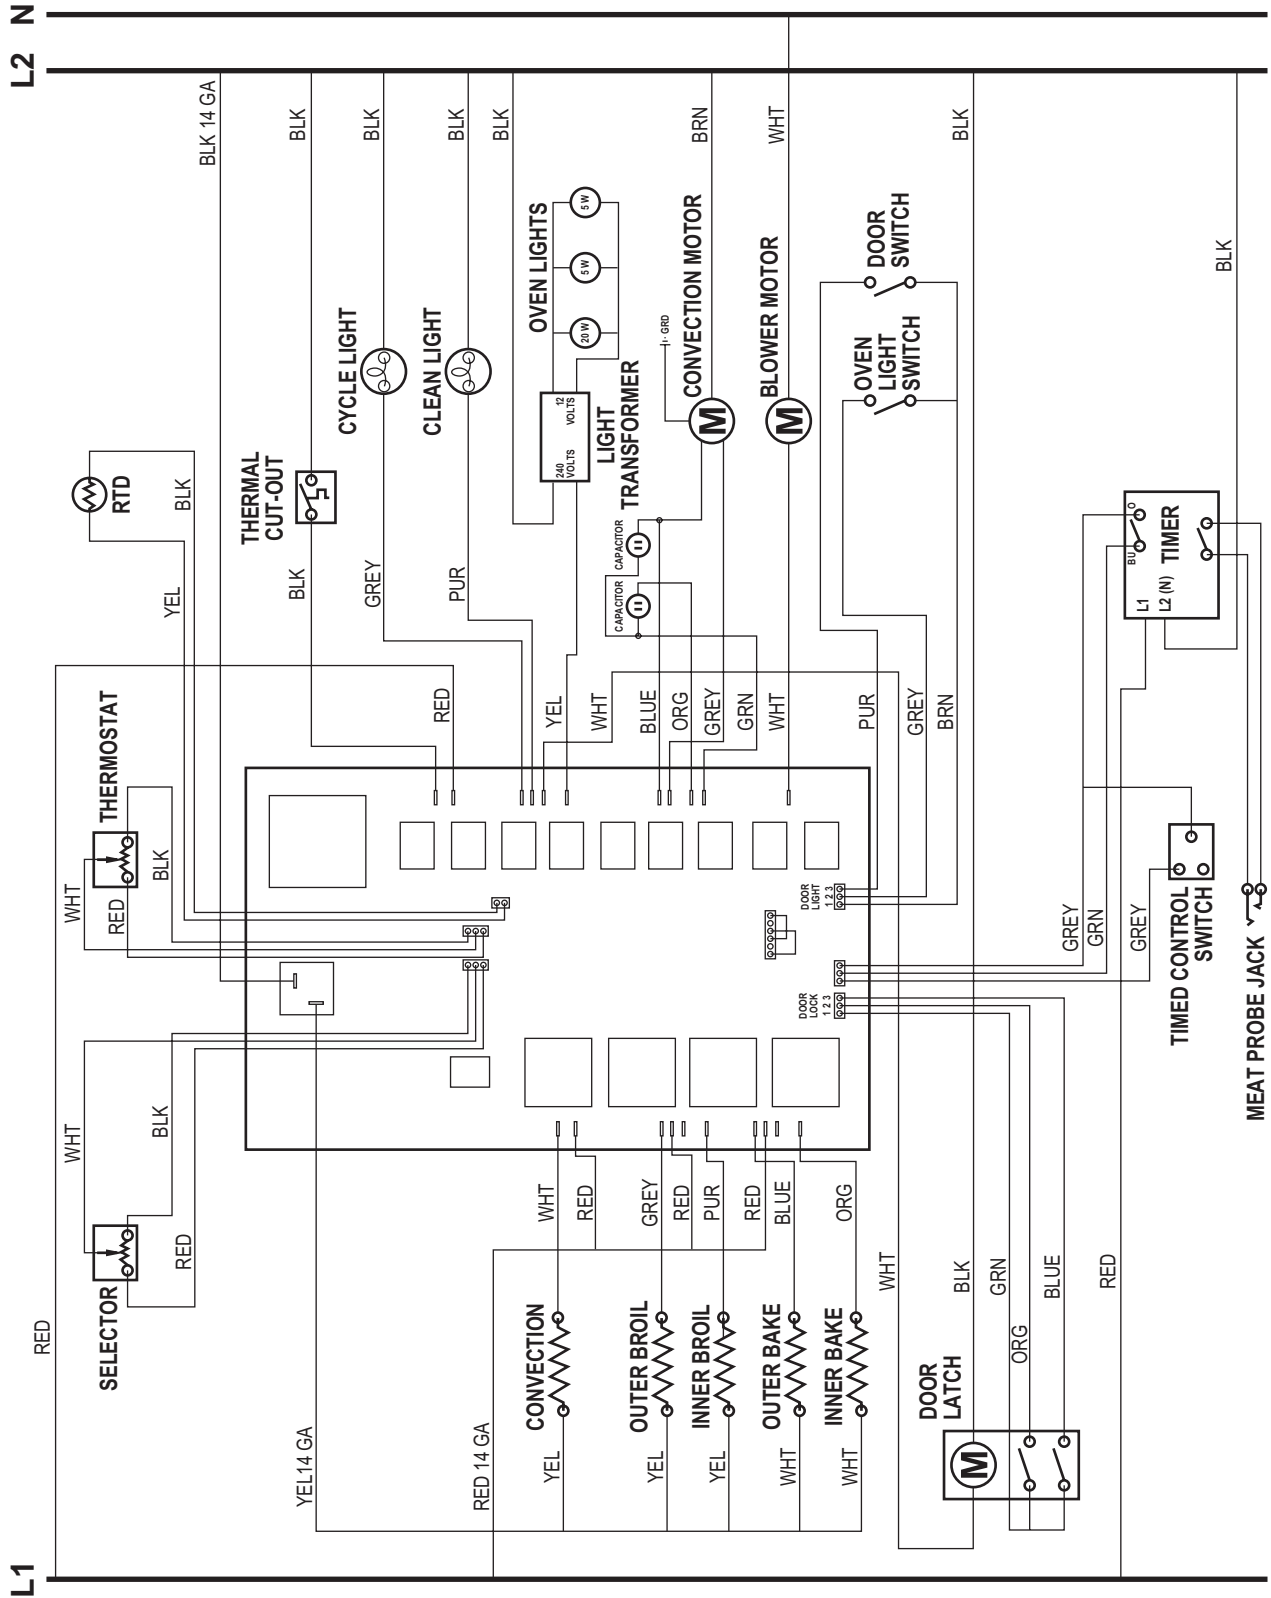 N
L2
L1
BLK 14 GA
BLK
BLK
BLK
BLK
BRN
WHT
BLK
BLK
OVEN LIGHTS
5 W
5 W
20 W
CONVECTION MOTOR
GRD
M
BLOWER MOTOR
M
DOOR
SWITCH
OVEN
LIGHT
SWITCH
CYCLE LIGHT
CLEAN LIGHT
12
VOLTS
240
VOLTS
LIGHT
TRANSFORMER
RTD
BLK
YEL
THERMAL
CUT-OUT
BLK
GREY
PUR
CAPACITOR
CAPACITOR
O
BU
TIMER
L1
L2 (N)
THERMOSTAT
WHT
RED
BLK
RED
YEL
WHT
BLUE
ORG
GREY
GRN
WHT
PUR
GREY
BRN
DOOR
LIGHT
1 2 3
DOOR
LOCK
1 2 3
GREY
GRN
GREY
TIMED CONTROL
SWITCH
MEAT PROBE JACK
WHT
BLK
RED
SELECTOR
RED
WHT
RED
GREY
RED
PUR
RED
BLUE
ORG
WHT
BLK
GRN
BLUE
RED
ORG
CONVECTION
OUTER BROIL
INNER BROIL
OUTER BAKE
INNER BAKE
DOOR
LATCH
M
YEL14 GA
RED 14 GA
YEL
YEL
YEL
WHT
WHT